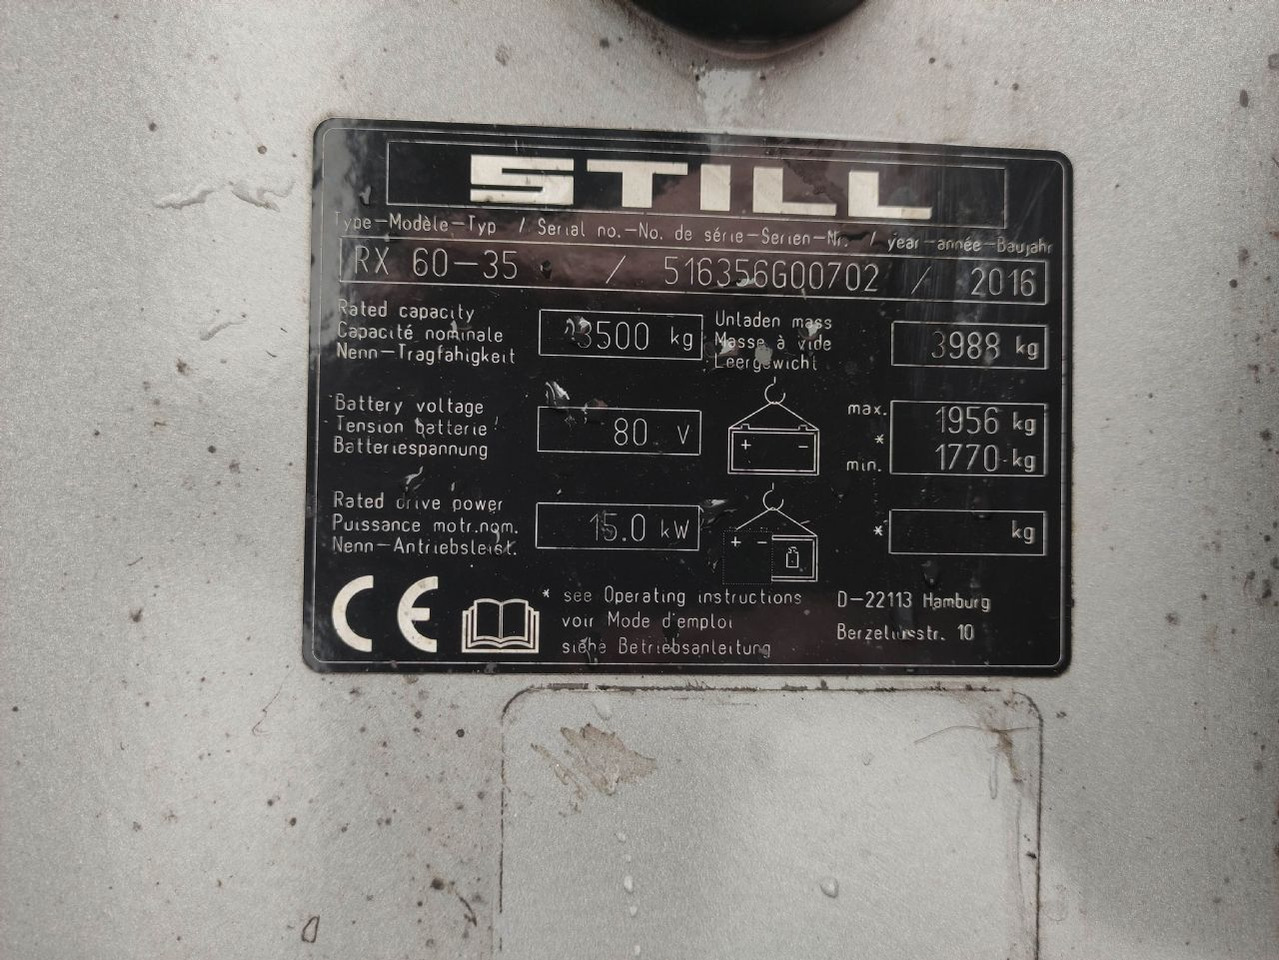 STILL
Type-Modèle-Typ / Serial no.-No. de série-Serien-Nr. / year-année-Baujahr
RX 60-35 / 516356G00702 / 2016
Rated capacity
Capacité nominale
Nenn-Tragfähigkeit
3500 kg
Unladen mass
Masse à vide
Leergewicht
3988 kg
Battery voltage
Tension batterie
Batteriespannung
80 V
+ -
max. 1956 kg
*
min. 1770 kg
Rated drive power
Puissance motr.nom.
Nenn-Antriebsleist.
15.0 kW
+ -
* kg
CE
* see Operating instructions
voir Mode d'emploi
siehe Betriebsanleitung
D-22113 Hamburg
Berzeliusstr. 10